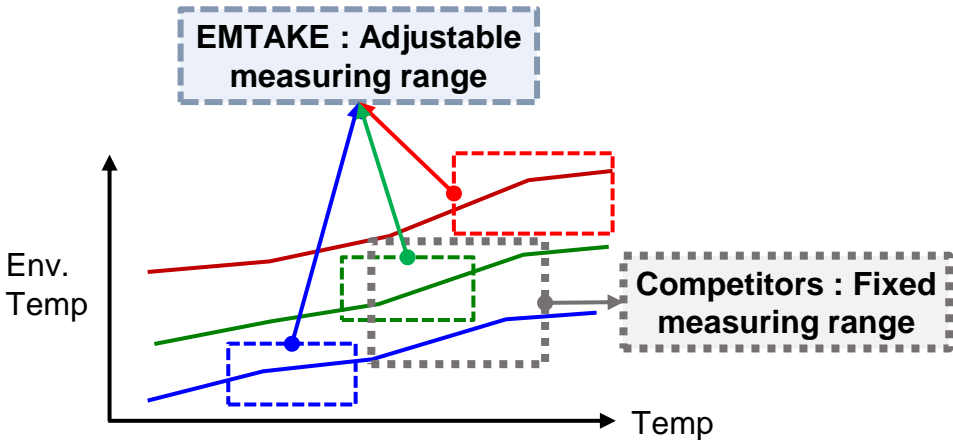 EMTAKE : Adjustable
measuring range
Env.
Temp
Competitors : Fixed
measuring range
Temp